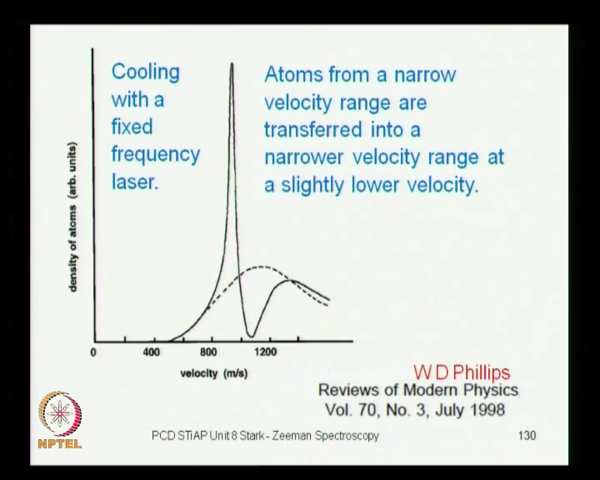 Cooling
with a
fixed
frequency
laser.
Atoms from a narrow
velocity range are
transferred into a
narrower velocity range at
a slightly lower velocity.
density of atoms (arb. units)
0 400 800 1200
velocity (m/s)
W D Phillips
Reviews of Modern Physics
Vol. 70, No. 3, July 1998
NPTEL
PCD STiAP Unit 8 Stark - Zeeman Spectroscopy 130